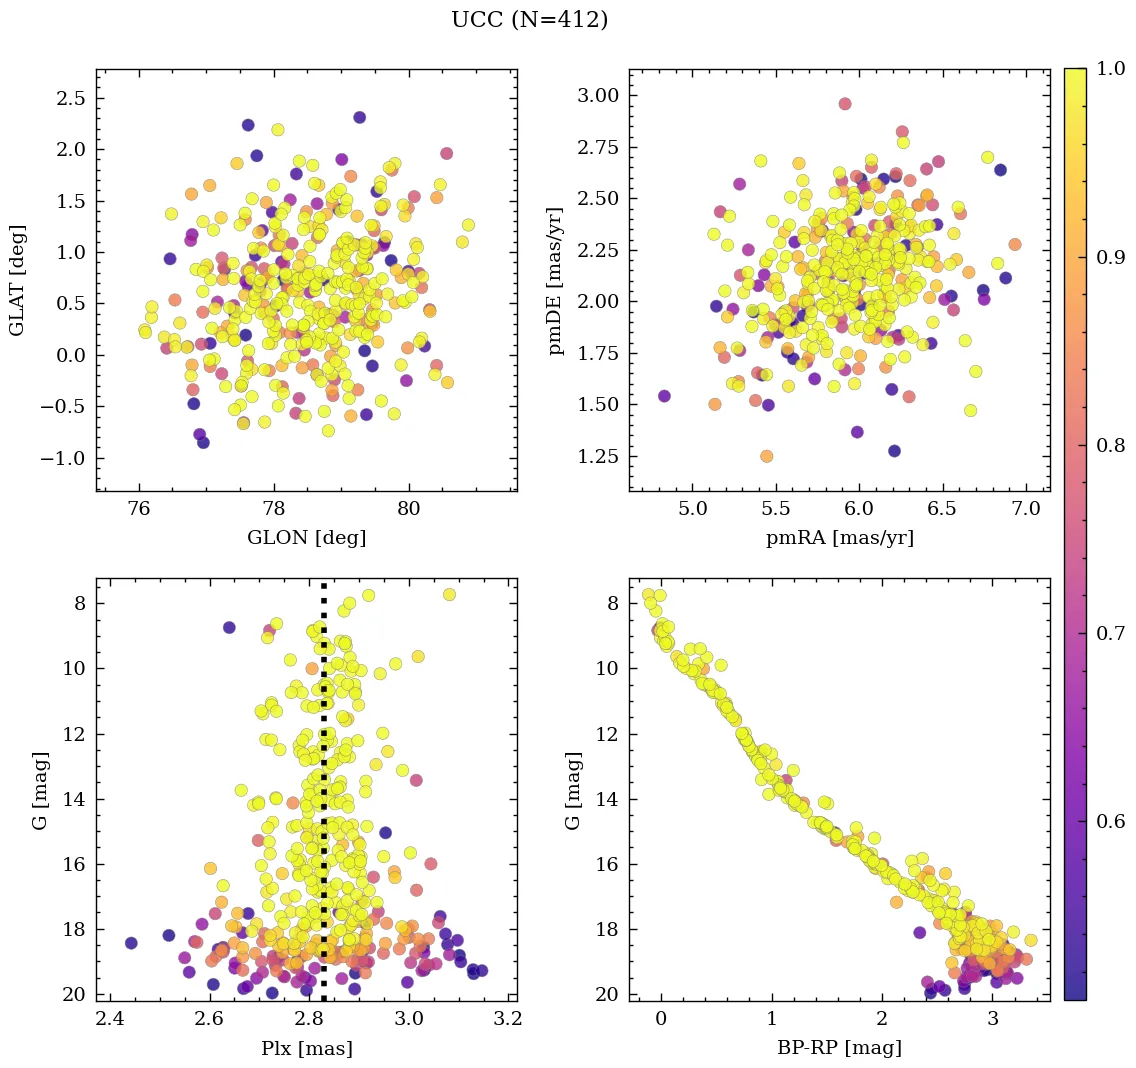 UCC (N=412)
2.5
2.0
1.5
1.0
0.5
0.0
−0.5
−1.0
GLAT [deg]
76 78 80
GLON [deg]
3.00
2.75
2.50
2.25
2.00
1.75
1.50
1.25
pmDE [mas/yr]
5.0 5.5 6.0 6.5 7.0
pmRA [mas/yr]
1.0
0.9
0.8
0.7
0.6
8
10
12
14
16
18
20
G [mag]
2.4 2.6 2.8 3.0 3.2
Plx [mas]
8
10
12
14
16
18
20
G [mag]
0 1 2 3
BP-RP [mag]